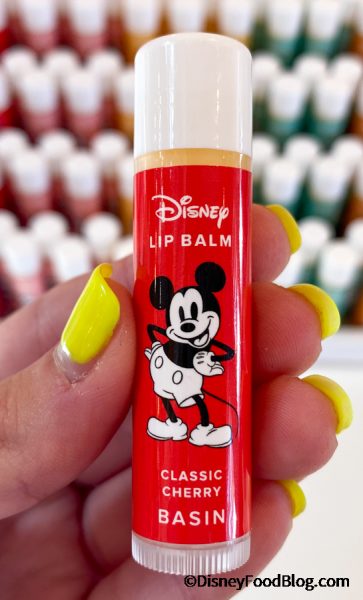 Disney
LIP BALM
CLASSIC
CHERRY
BASIN
©DisneyFoodBlog.com